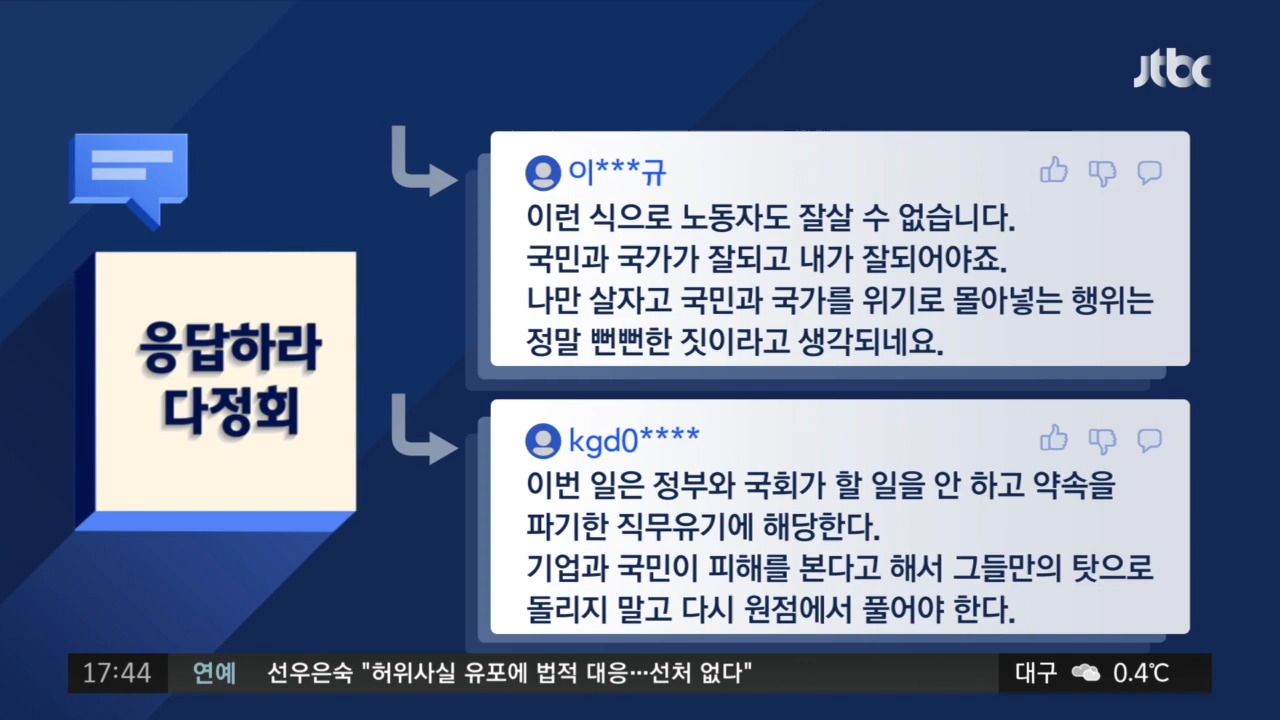 jtbc
응답하라
다정회
이***규
이런 식으로 노동자도 잘살 수 없습니다.
국민과 국가가 잘되고 내가 잘되어야죠.
나만 살자고 국민과 국가를 위기로 몰아넣는 행위는
정말 뻔뻔한 짓이라고 생각되네요.
kgd0****
이번 일은 정부와 국회가 할 일을 안 하고 약속을
파기한 직무유기에 해당한다.
기업과 국민이 피해를 본다고 해서 그들만의 탓으로
돌리지 말고 다시 원점에서 풀어야 한다.
17:44 연예 선우은숙 "허위사실 유포에 법적 대응…선처 없다" 대구 0.4℃